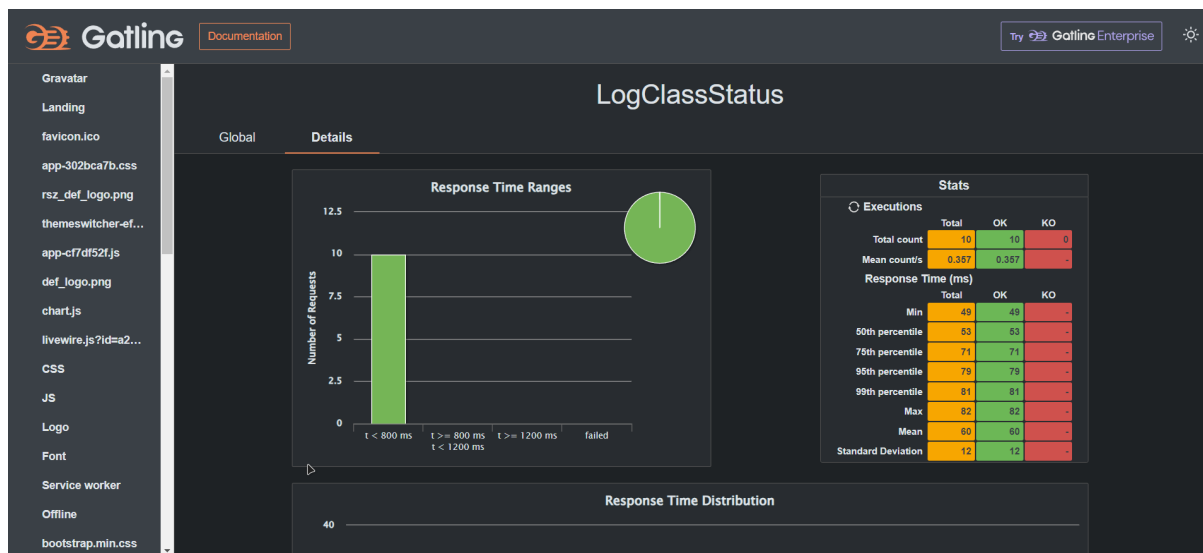 Gatling
Documentation
Try Gatling Enterprise
Gravatar
Landing
favicon.ico
app-302bca7b.css
rsz_def_logo.png
themeswitcher-ef...
app-cf7df52f.js
def_logo.png
chart.js
livewire.js?id=a2...
CSS
JS
Logo
Font
Service worker
Offline
bootstrap.min.css
LogClassStatus
Global Details
Response Time Ranges
Number of Requests
12.5
10
7.5
5
2.5
0
t < 800 ms
t >= 800 ms
t < 1200 ms
t >= 1200 ms
failed
Stats
Executions
Total OK KO
Total count 10 10 0
Mean count/s 0.357 0.357 -
Response Time (ms)
Total OK KO
Min 49 49 -
50th percentile 53 53 -
75th percentile 71 71 -
95th percentile 79 79 -
99th percentile 81 81 -
Max 82 82 -
Mean 60 60 -
Standard Deviation 12 12 -
Response Time Distribution
40